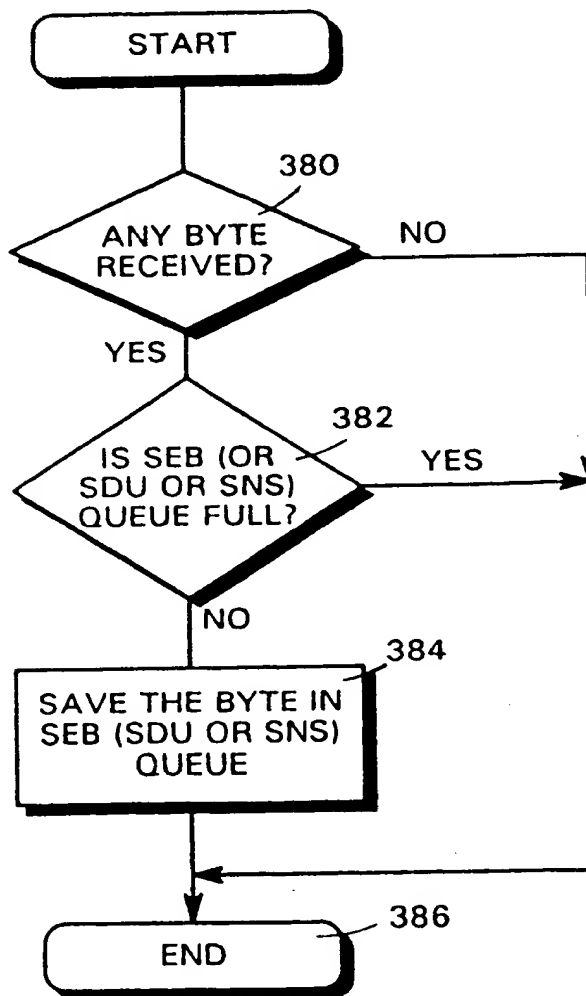 START
380
ANY BYTE
RECEIVED?
NO
YES
382
IS SEB (OR
SDU OR SNS)
QUEUE FULL?
YES
NO
384
SAVE THE BYTE IN
SEB (SDU OR SNS)
QUEUE
386
END